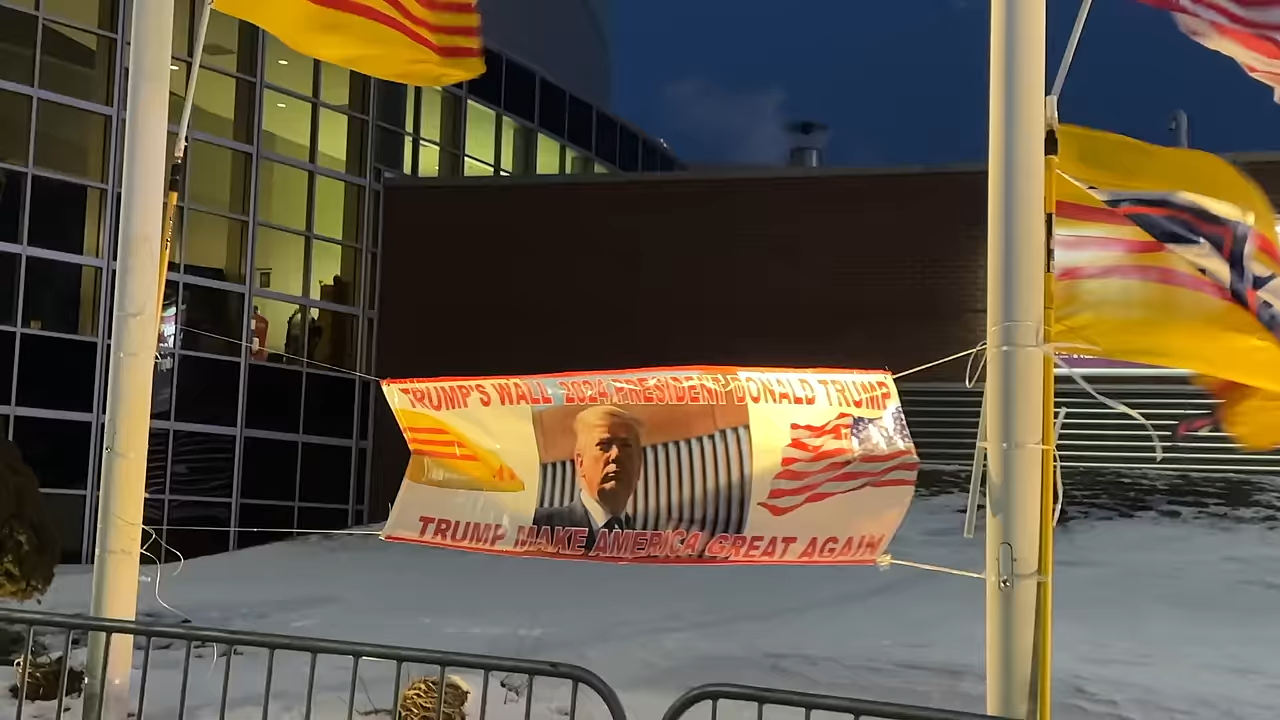 TRUMP'S WALL 2024 PRESIDENT DONALD TRUMP
TRUMP MAKE AMERICA GREAT AGAIN